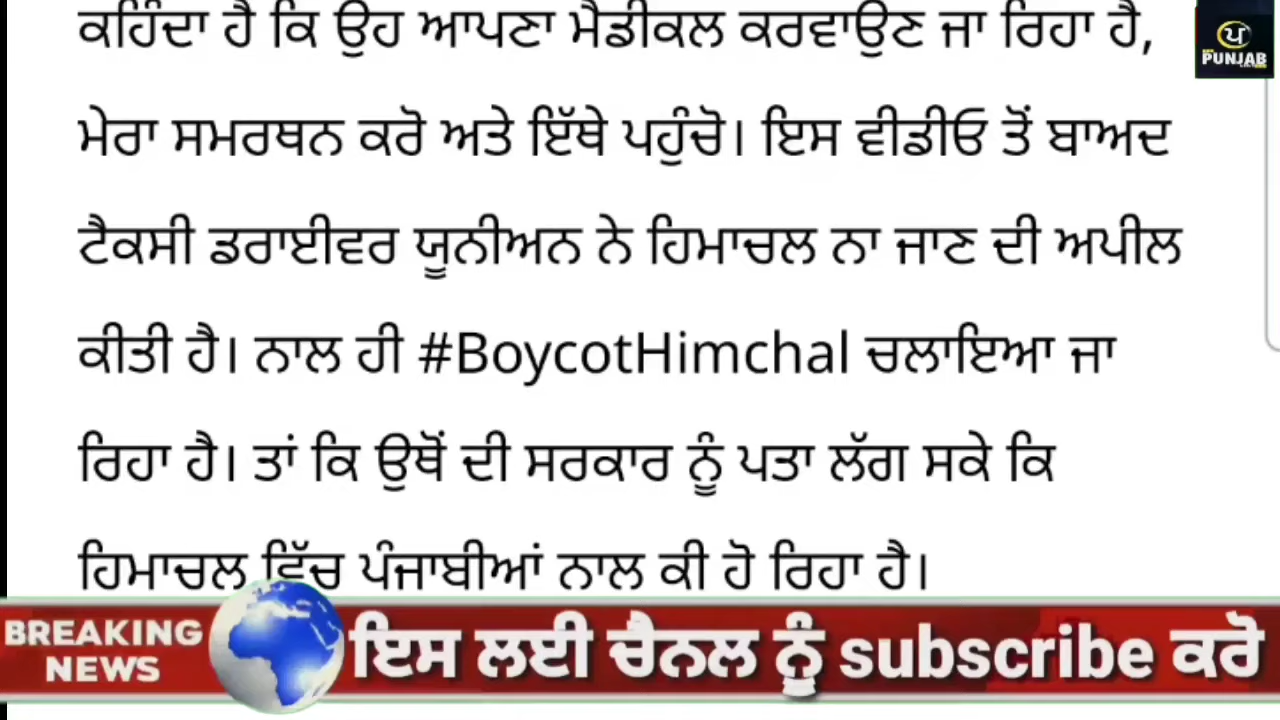 ਕਹਿੰਦਾ ਹੈ ਕਿ ਉਹ ਆਪਣਾ ਮੈਡੀਕਲ ਕਰਵਾਉਣ ਜਾ ਰਿਹਾ ਹੈ,
ਮੇਰਾ ਸਮਰਥਨ ਕਰੋ ਅਤੇ ਇੱਥੇ ਪਹੁੰਚੋ। ਇਸ ਵੀਡੀਓ ਤੋਂ ਬਾਅਦ
ਟੈਕਸੀ ਡਰਾਈਵਰ ਯੂਨੀਅਨ ਨੇ ਹਿਮਾਚਲ ਨਾ ਜਾਣ ਦੀ ਅਪੀਲ
ਕੀਤੀ ਹੈ। ਨਾਲ ਹੀ #BoycotHimchal ਚਲਾਇਆ ਜਾ
ਰਿਹਾ ਹੈ। ਤਾਂ ਕਿ ਉਥੋਂ ਦੀ ਸਰਕਾਰ ਨੂੰ ਪਤਾ ਲੱਗ ਸਕੇ ਕਿ
ਹਿਮਾਚਲ ਵਿੱਚ ਪੰਜਾਬੀਆਂ ਨਾਲ ਕੀ ਹੋ ਰਿਹਾ ਹੈ।
ਪ
PUNJAB
BREAKING
NEWS
ਇਸ ਲਈ ਚੈਨਲ ਨੂੰ subscribe ਕਰੋ